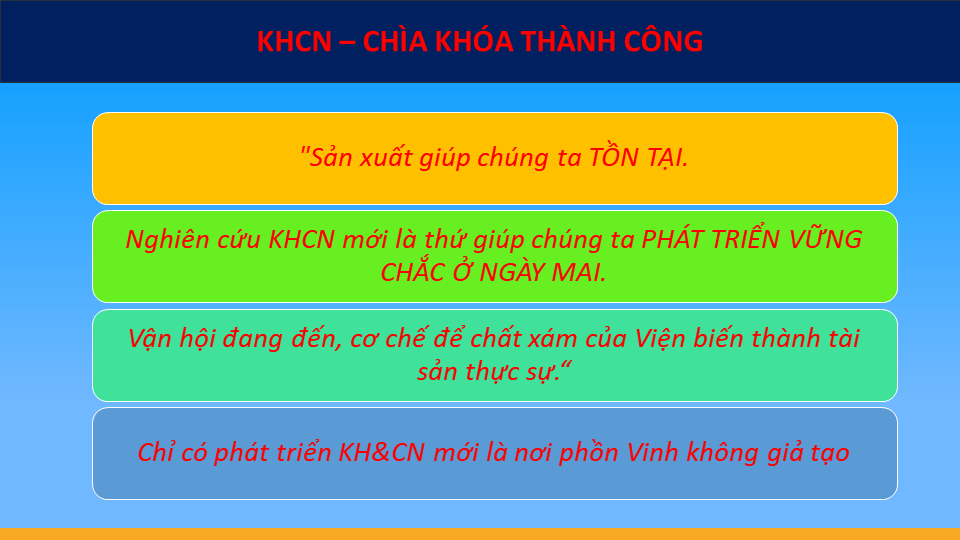 KHCN – CHÌA KHÓA THÀNH CÔNG
"Sản xuất giúp chúng ta TỒN TẠI.
Nghiên cứu KHCN mới là thứ giúp chúng ta PHÁT TRIỂN VỮNG
CHẮC Ở NGÀY MAI.
Vận hội đang đến, cơ chế để chất xám của Viện biến thành tài
sản thực sự.“
Chỉ có phát triển KH&CN mới là nơi phồn Vinh không giả tạo